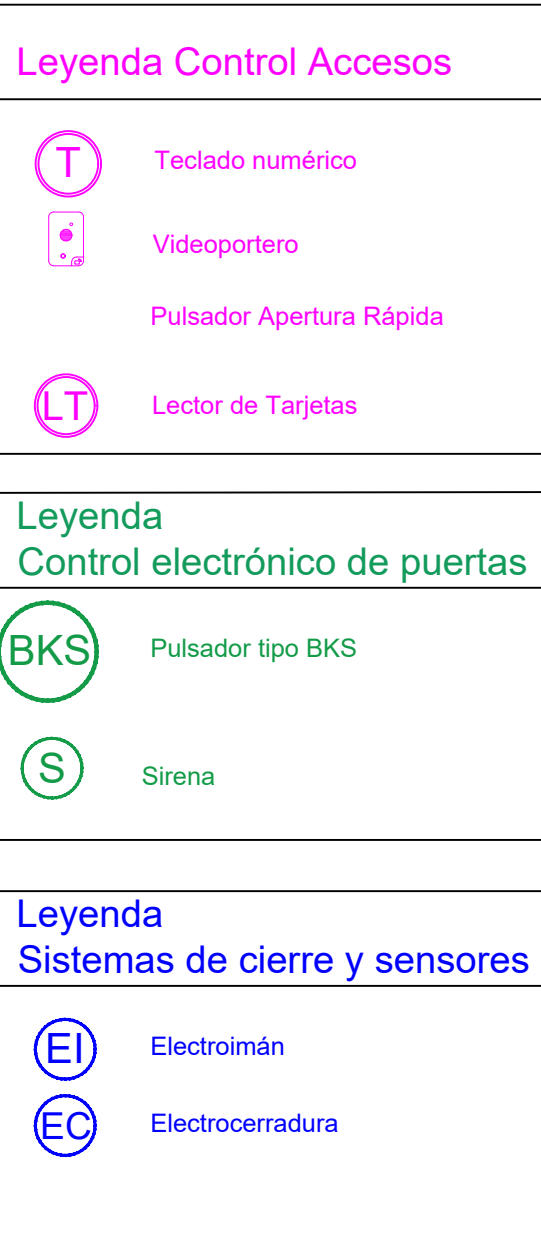 Leyenda Control Accesos
T Teclado numérico
Videoportero
Pulsador Apertura Rápida
LT Lector de Tarjetas
Leyenda
Control electrónico de puertas
BKS Pulsador tipo BKS
S Sirena
Leyenda
Sistemas de cierre y sensores
EI Electroimán
EC Electrocerradura